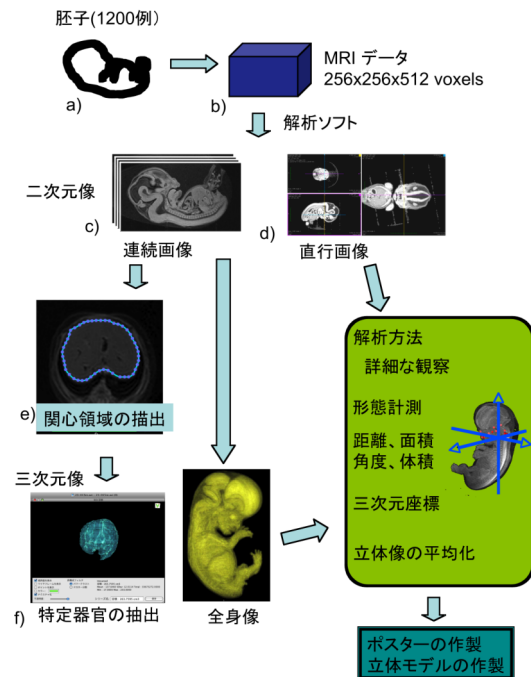 胚子(1200例)
a)
b)
MRI データ
256x256x512 voxels
解析ソフト
二次元像
c)
連続画像
d)
直行画像
e)
関心領域の描出
三次元像
f)
特定器官の抽出
全身像
解析方法
詳細な観察
形態計測
距離、面積
角度、体積
三次元座標
立体像の平均化
ポスターの作製
立体モデルの作製